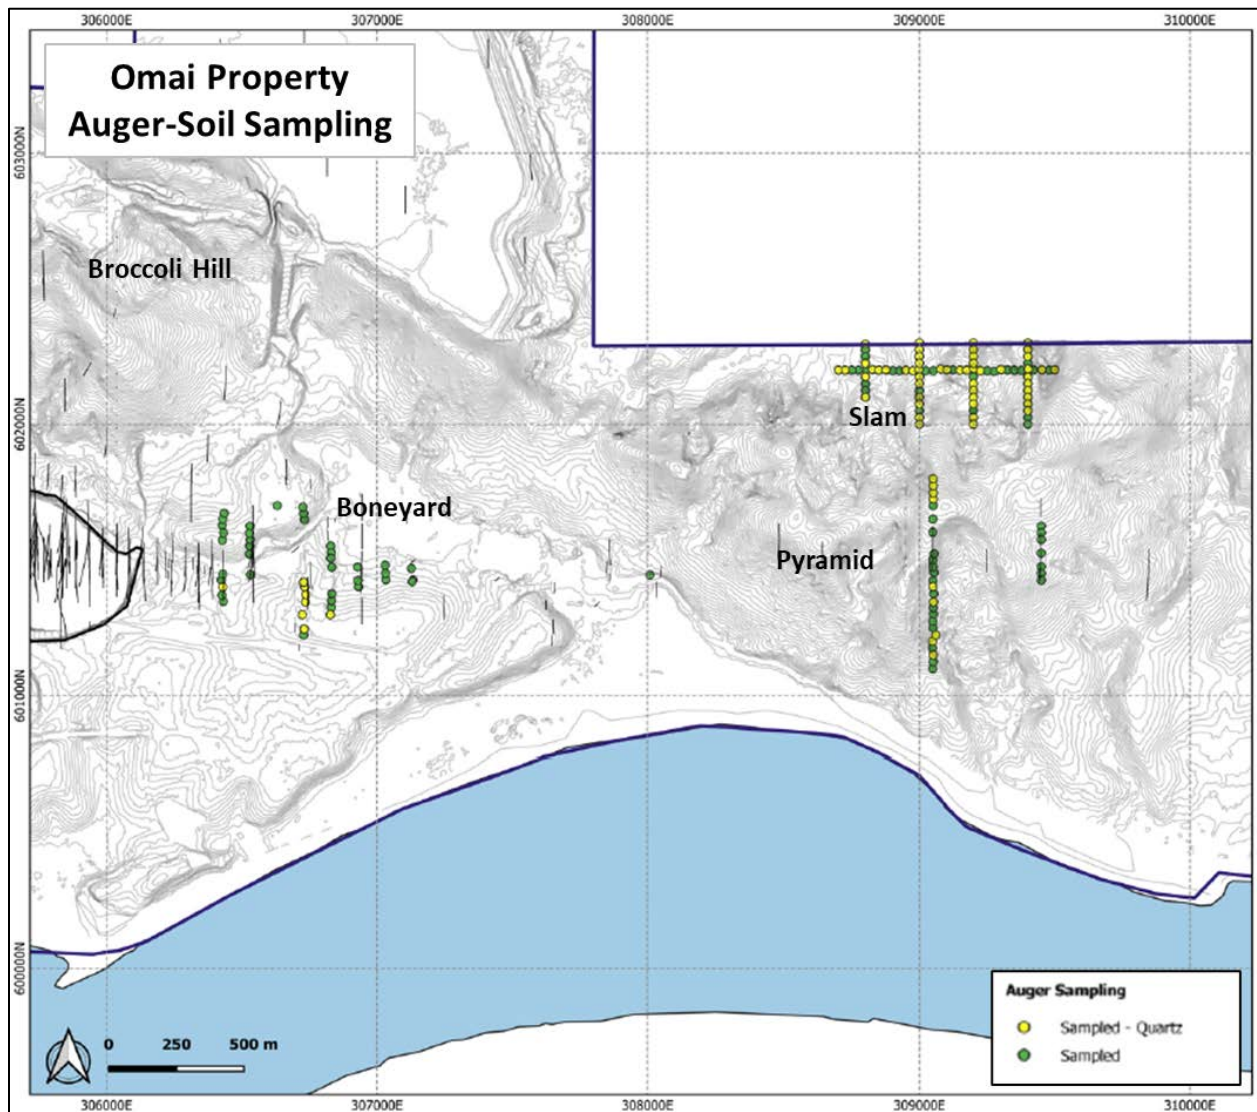 306000E 307000E 308000E 309000E 310000E
Omai Property
Auger-Soil Sampling
603000N
Broccoli Hill
602000N
Slam
Boneyard
Pyramid
601000N
600000N
Auger Sampling
Sampled - Quartz
Sampled
0 250 500 m
306000E 307000E 308000E 309000E 310000E